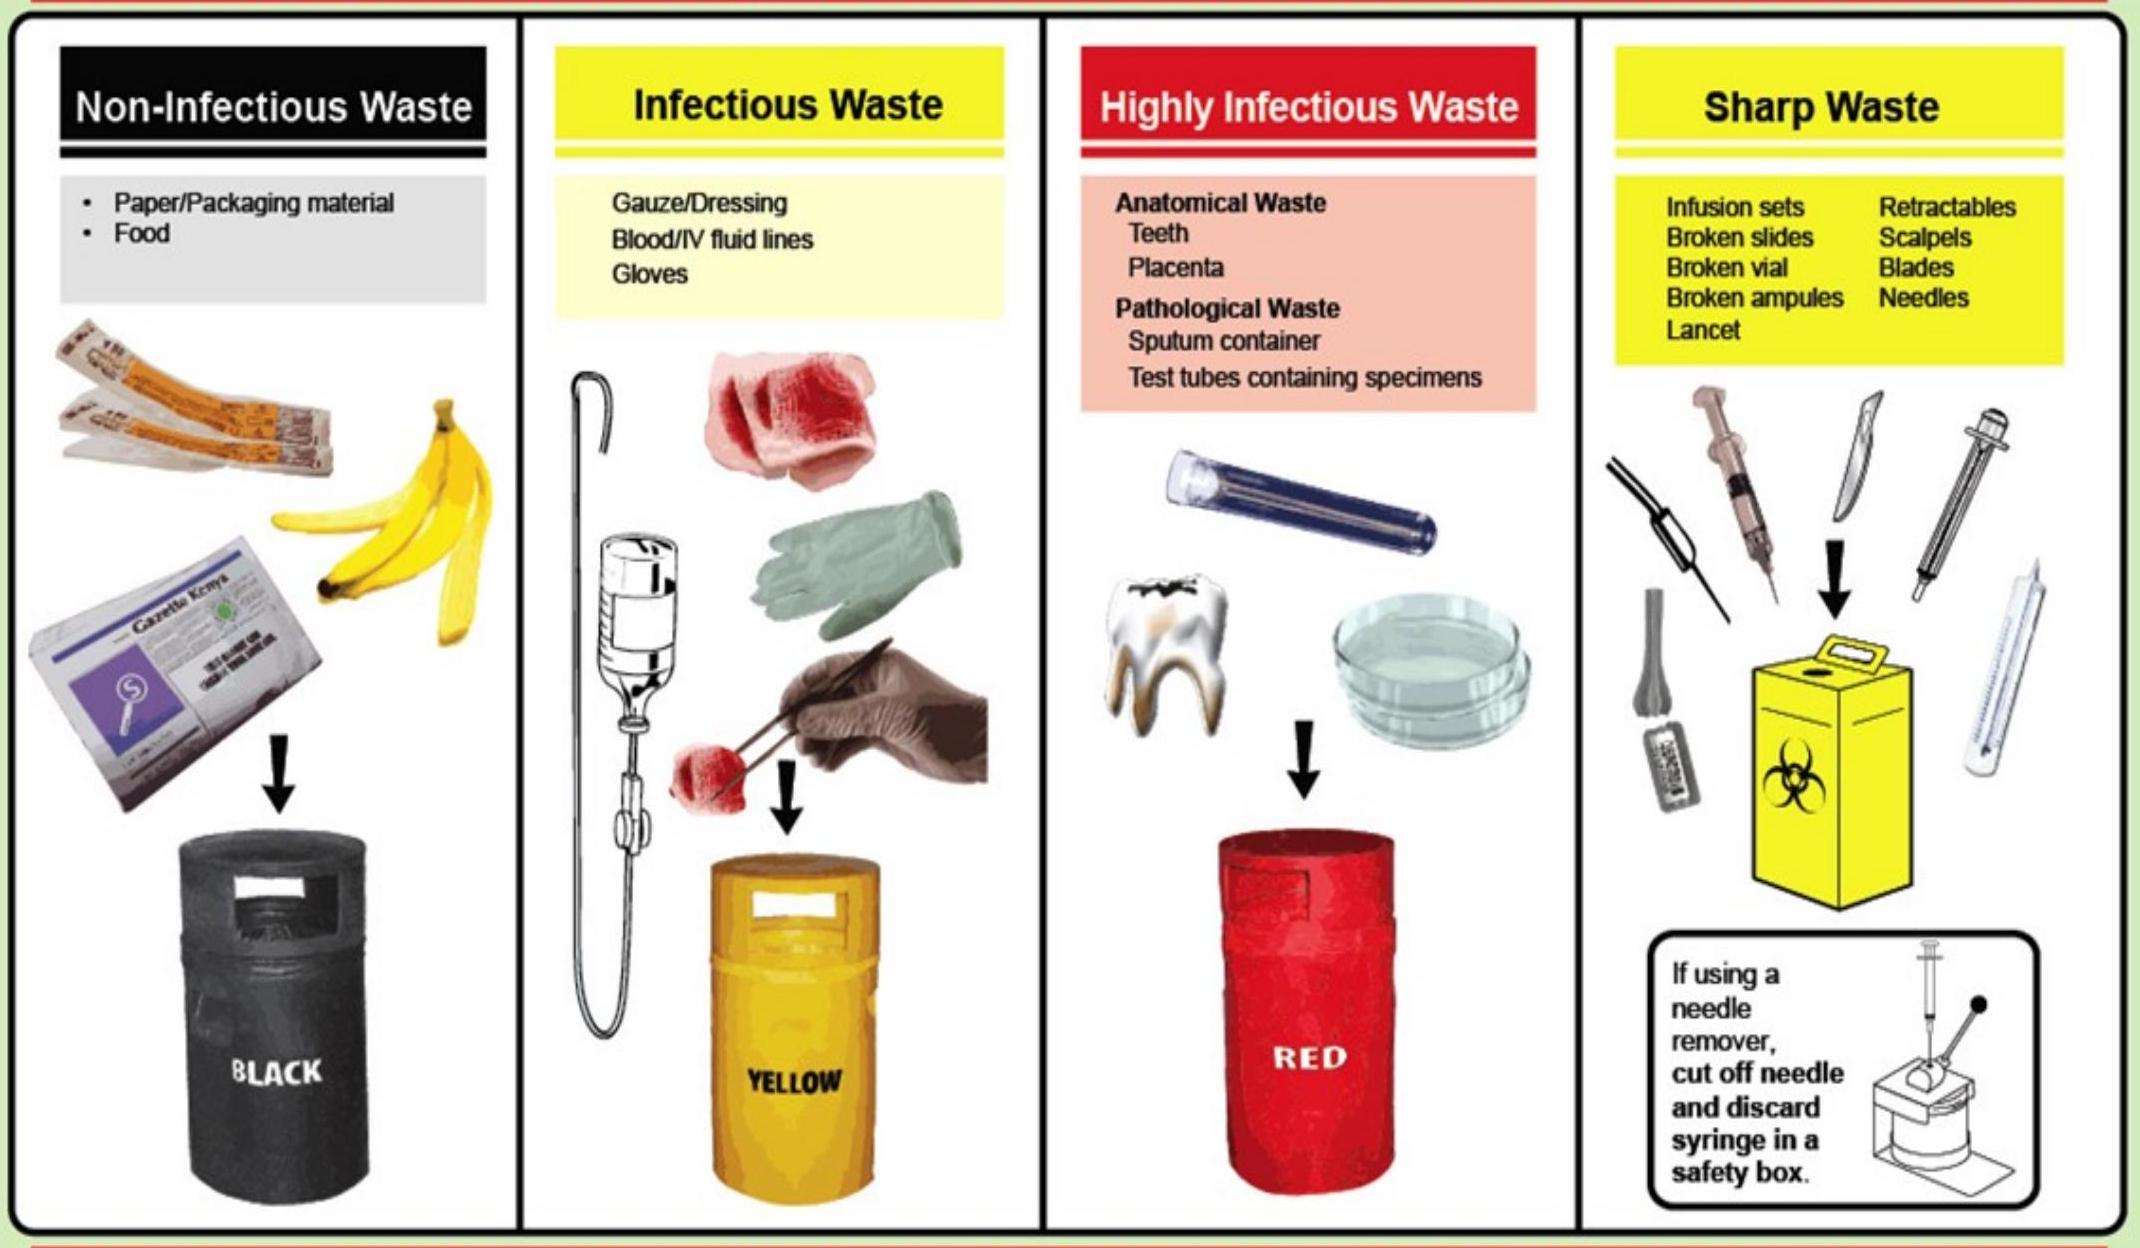 Non-Infectious Waste
• Paper/Packaging material
• Food
Gazette Kenya
S
BLACK
Infectious Waste
Gauze/Dressing
Blood/IV fluid lines
Gloves
YELLOW
Highly Infectious Waste
Anatomical Waste
Teeth
Placenta
Pathological Waste
Sputum container
Test tubes containing specimens
RED
Sharp Waste
Infusion sets
Broken slides
Broken vial
Broken ampules
Lancet
Retractables
Scalpels
Blades
Needles
If using a
needle
remover,
cut off needle
and discard
syringe in a
safety box.